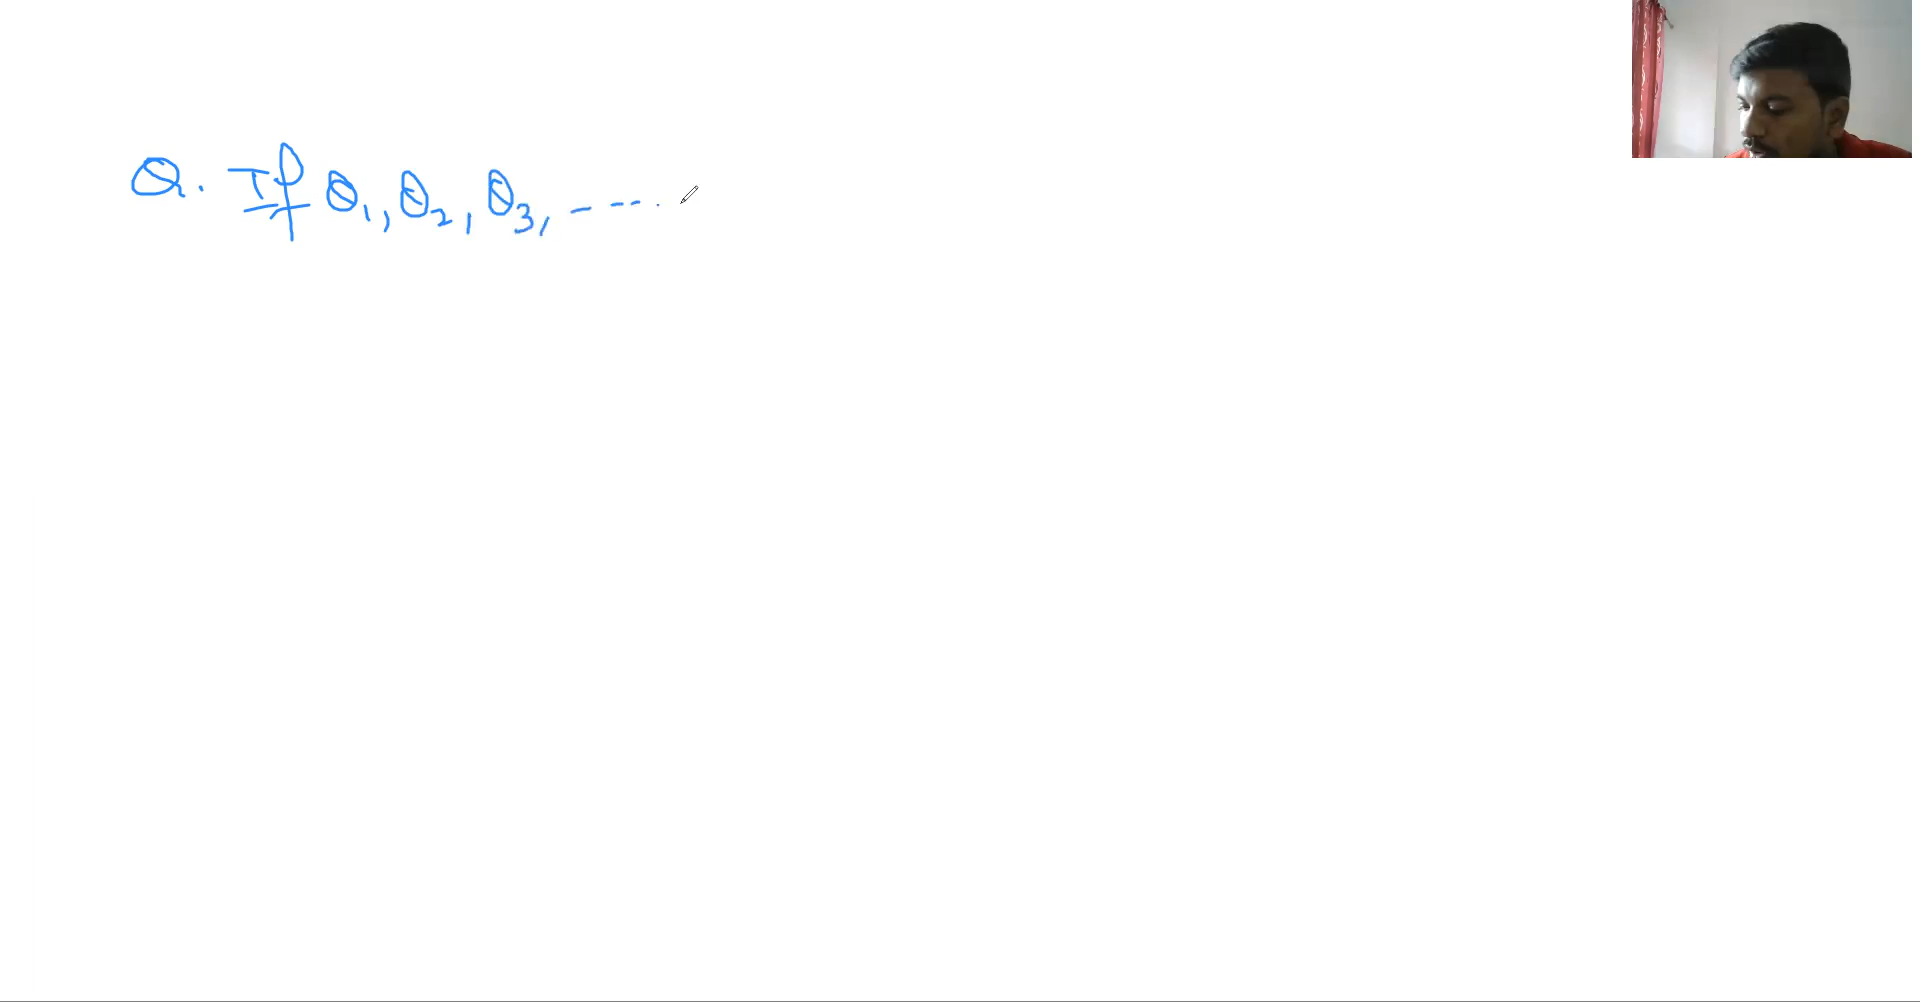 Q. If θ₁, θ₂, θ₃, -----